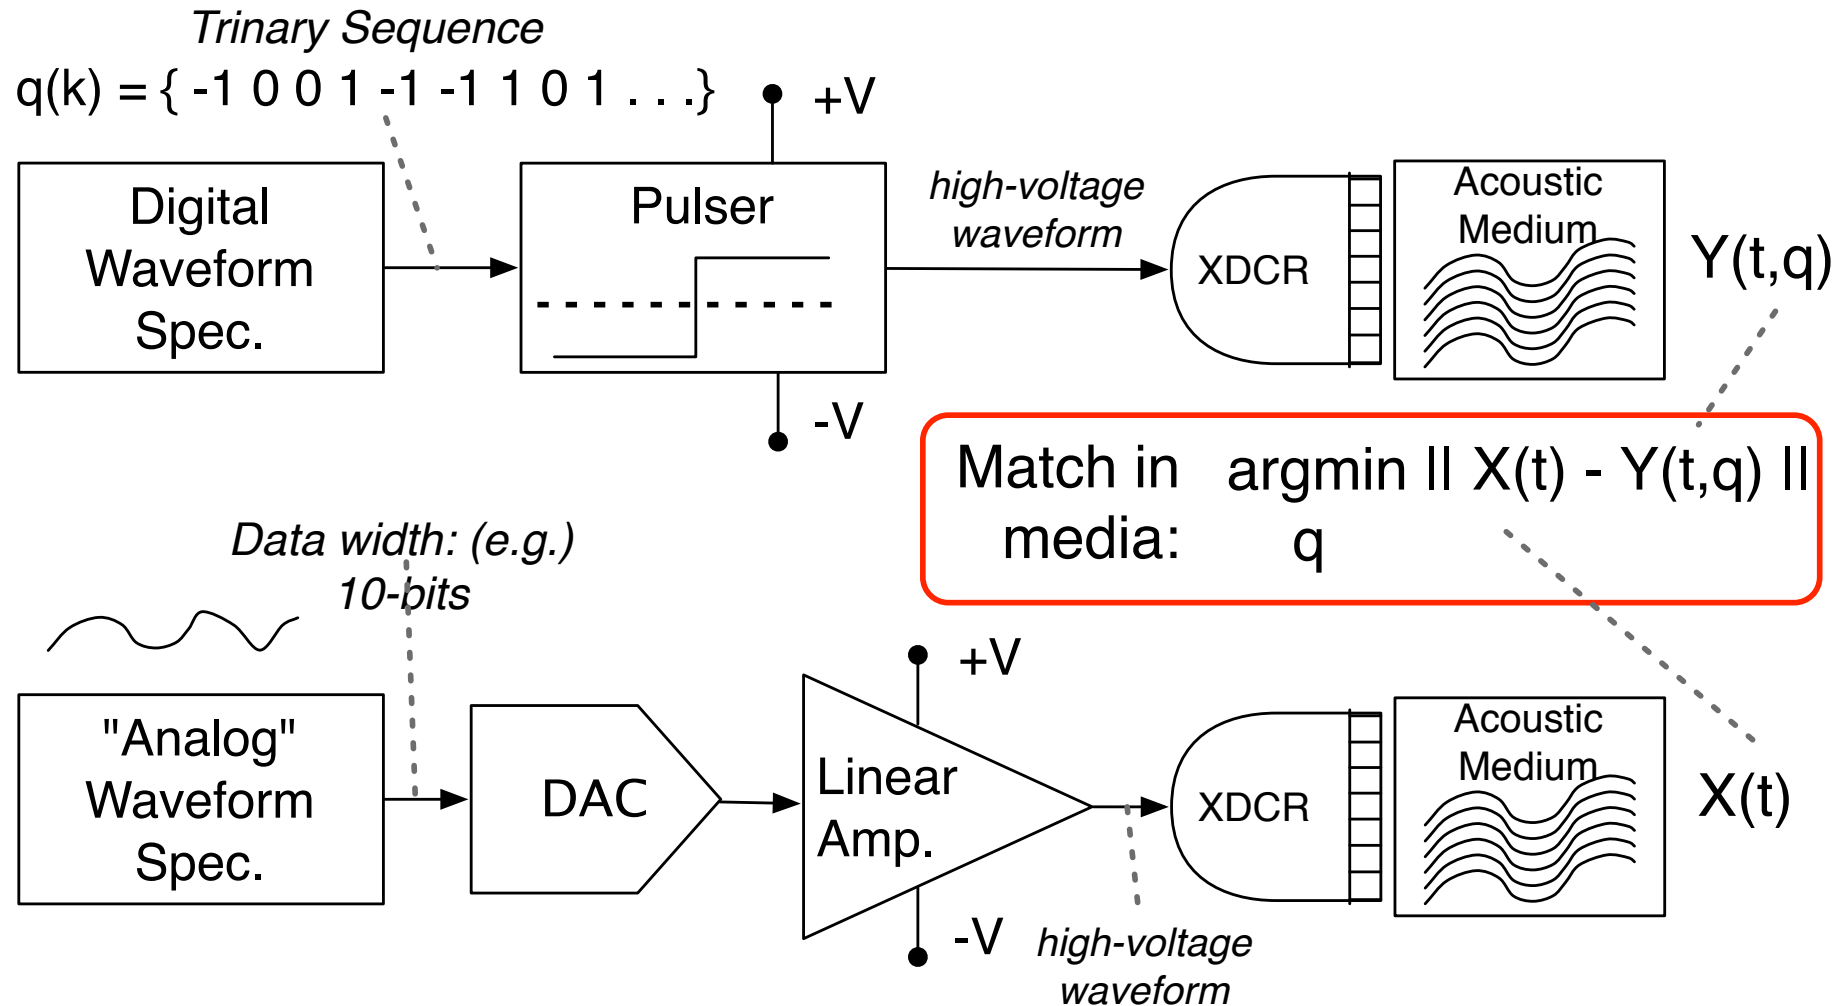 Trinary Sequence
q(k) = { -1 0 0 1 -1 -1 1 0 1 . . .}
+V
Digital
Waveform
Spec.
Pulser
-V
high-voltage
waveform
XDCR
Acoustic
Medium
Y(t,q)
Match in argmin || X(t) - Y(t,q) ||
media: q
Data width: (e.g.)
10-bits
"Analog"
Waveform
Spec.
DAC
+V
Linear
Amp.
-V
high-voltage
waveform
XDCR
Acoustic
Medium
X(t)